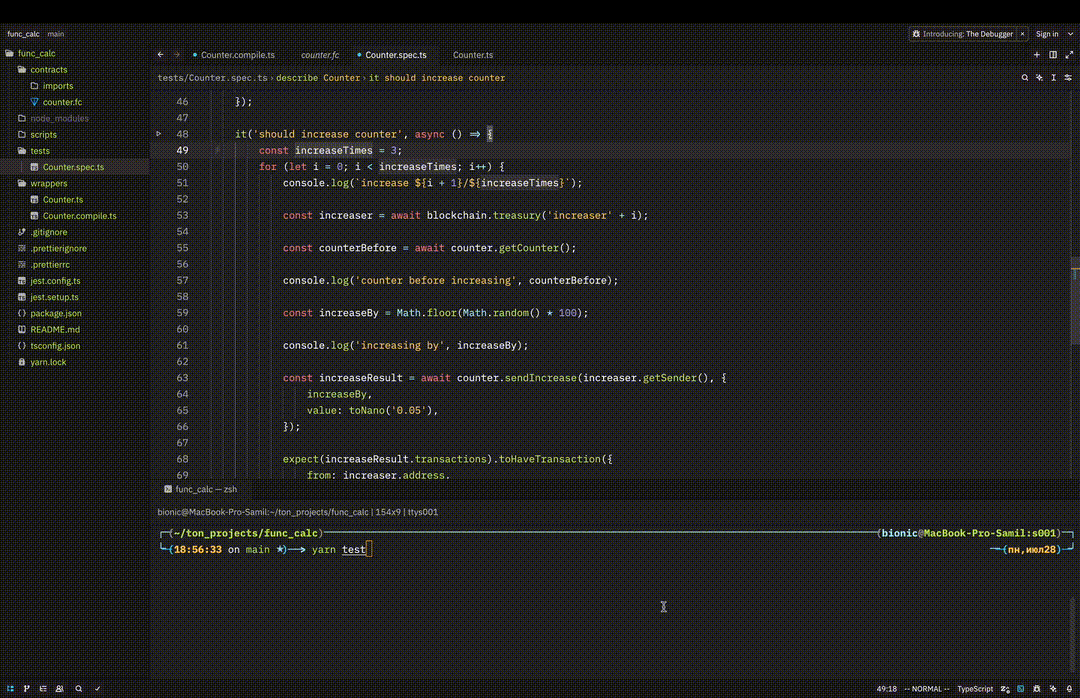 func_calc main
Introducing: The Debugger × Sign in
func_calc
contracts
imports
counter.fc
node_modules
scripts
tests
Counter.spec.ts
wrappers
Counter.ts
Counter.compile.ts
.gitignore
.prettierignore
.prettierrc
jest.config.ts
jest.setup.ts
package.json
README.md
tsconfig.json
yarn.lock
Counter.compile.ts counter.fc Counter.spec.ts Counter.ts
tests/Counter.spec.ts › describe Counter › it should increase counter
46 });
47
48 it('should increase counter', async () => {
49 const increaseTimes = 3;
50 for (let i = 0; i < increaseTimes; i++) {
51 console.log(`increase ${i + 1}/${increaseTimes}`);
52
53 const increaser = await blockchain.treasury('increaser' + i);
54
55 const counterBefore = await counter.getCounter();
56
57 console.log('counter before increasing', counterBefore);
58
59 const increaseBy = Math.floor(Math.random() * 100);
60
61 console.log('increasing by', increaseBy);
62
63 const increaseResult = await counter.sendIncrease(increaser.getSender(), {
64 increaseBy,
65 value: toNano('0.05'),
66 });
67
68 expect(increaseResult.transactions).toHaveTransaction({
69 from: increaser.address.
func_calc — zsh
bionic@MacBook-Pro-Samil:~/ton_projects/func_calc | 154x9 | ttys001
(~/ton_projects/func_calc) (bionic@MacBook-Pro-Samil:s001)
(18:56:33 on main ★)──> yarn test (пн,июл28)
49:18 -- NORMAL -- TypeScript